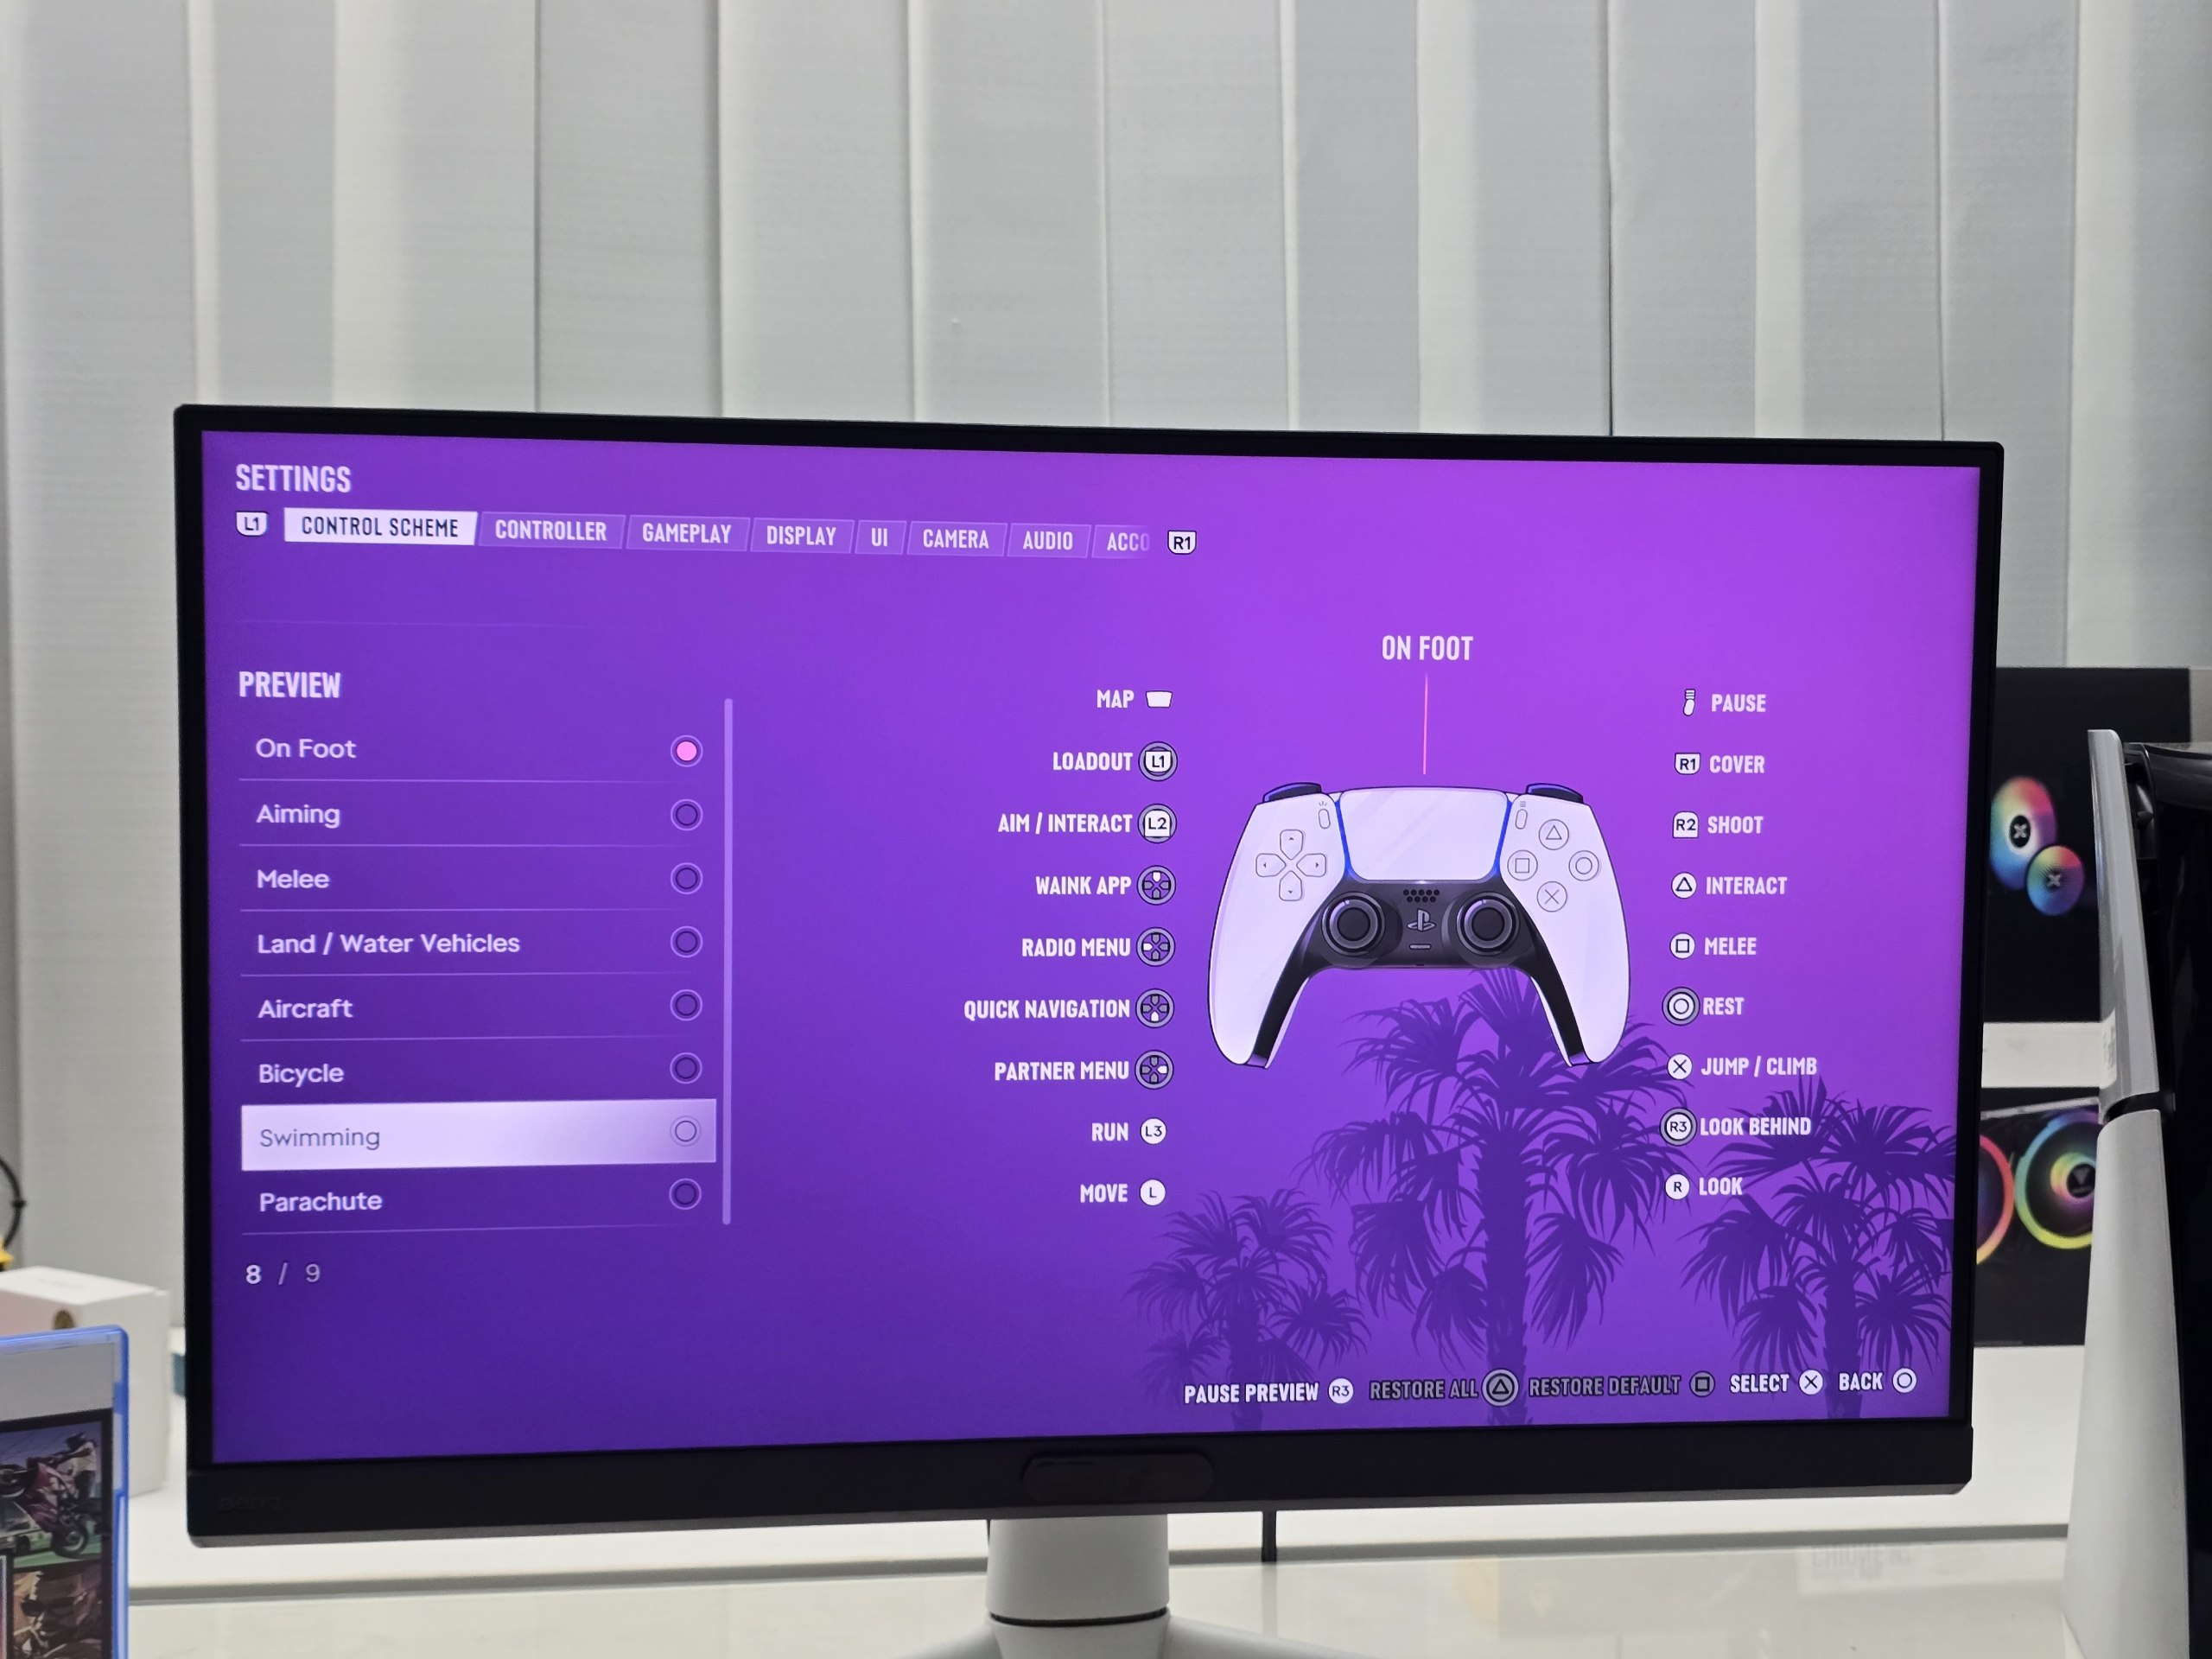 SETTINGS
L1 CONTROL SCHEME CONTROLLER GAMEPLAY DISPLAY UI CAMERA AUDIO ACCO R1
PREVIEW
On Foot
Aiming
Melee
Land / Water Vehicles
Aircraft
Bicycle
Swimming
Parachute
8 / 9
ON FOOT
MAP
LOADOUT L1
AIM / INTERACT L2
WAINK APP
RADIO MENU
QUICK NAVIGATION
PARTNER MENU
RUN L3
MOVE L
PAUSE
R1 COVER
R2 SHOOT
INTERACT
MELEE
REST
JUMP / CLIMB
R3 LOOK BEHIND
R LOOK
PAUSE PREVIEW R3 RESTORE ALL RESTORE DEFAULT SELECT BACK